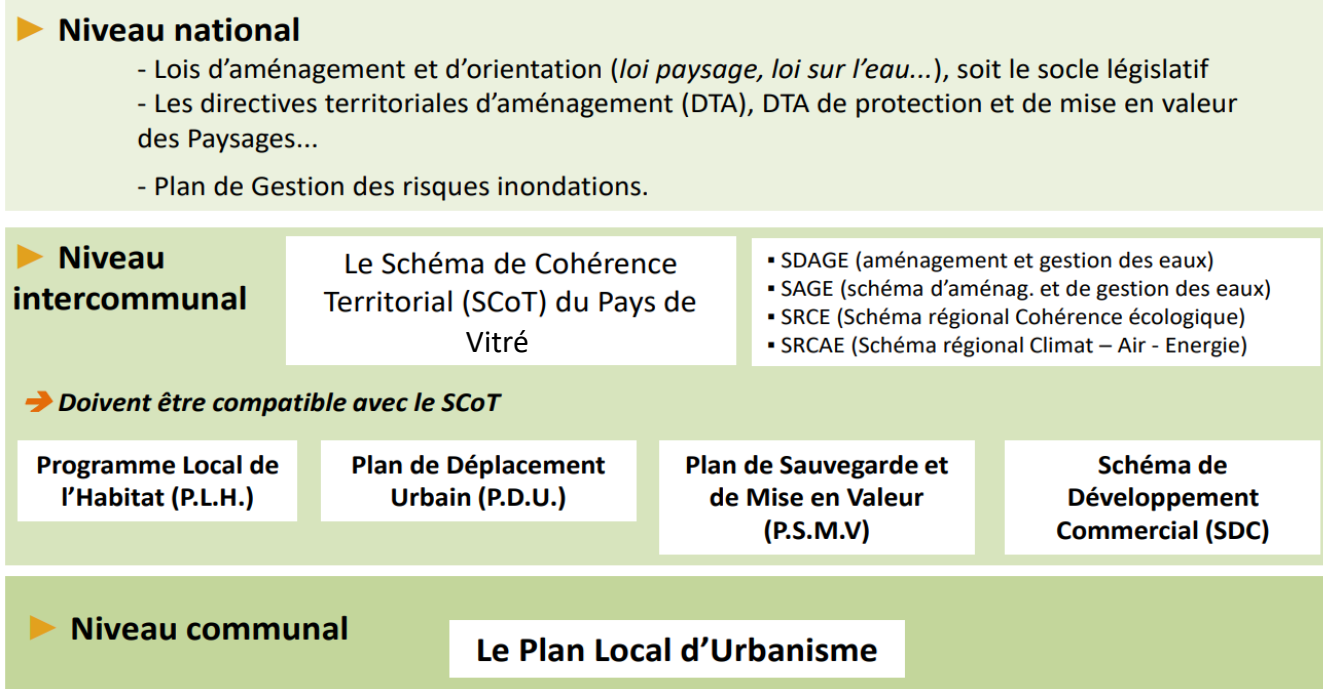 ► Niveau national
- Lois d’aménagement et d’orientation (loi paysage, loi sur l’eau...), soit le socle législatif
- Les directives territoriales d’aménagement (DTA), DTA de protection et de mise en valeur
des Paysages...
- Plan de Gestion des risques inondations.
► Niveau
intercommunal
Le Schéma de Cohérence
Territorial (SCoT) du Pays de
Vitré
▪ SDAGE (aménagement et gestion des eaux)
▪ SAGE (schéma d’aménag. et de gestion des eaux)
▪ SRCE (Schéma régional Cohérence écologique)
▪ SRCAE (Schéma régional Climat – Air - Energie)
➔ Doivent être compatible avec le SCoT
Programme Local de
l’Habitat (P.L.H.)
Plan de Déplacement
Urbain (P.D.U.)
Plan de Sauvegarde et
de Mise en Valeur
(P.S.M.V)
Schéma de
Développement
Commercial (SDC)
► Niveau communal
Le Plan Local d’Urbanisme